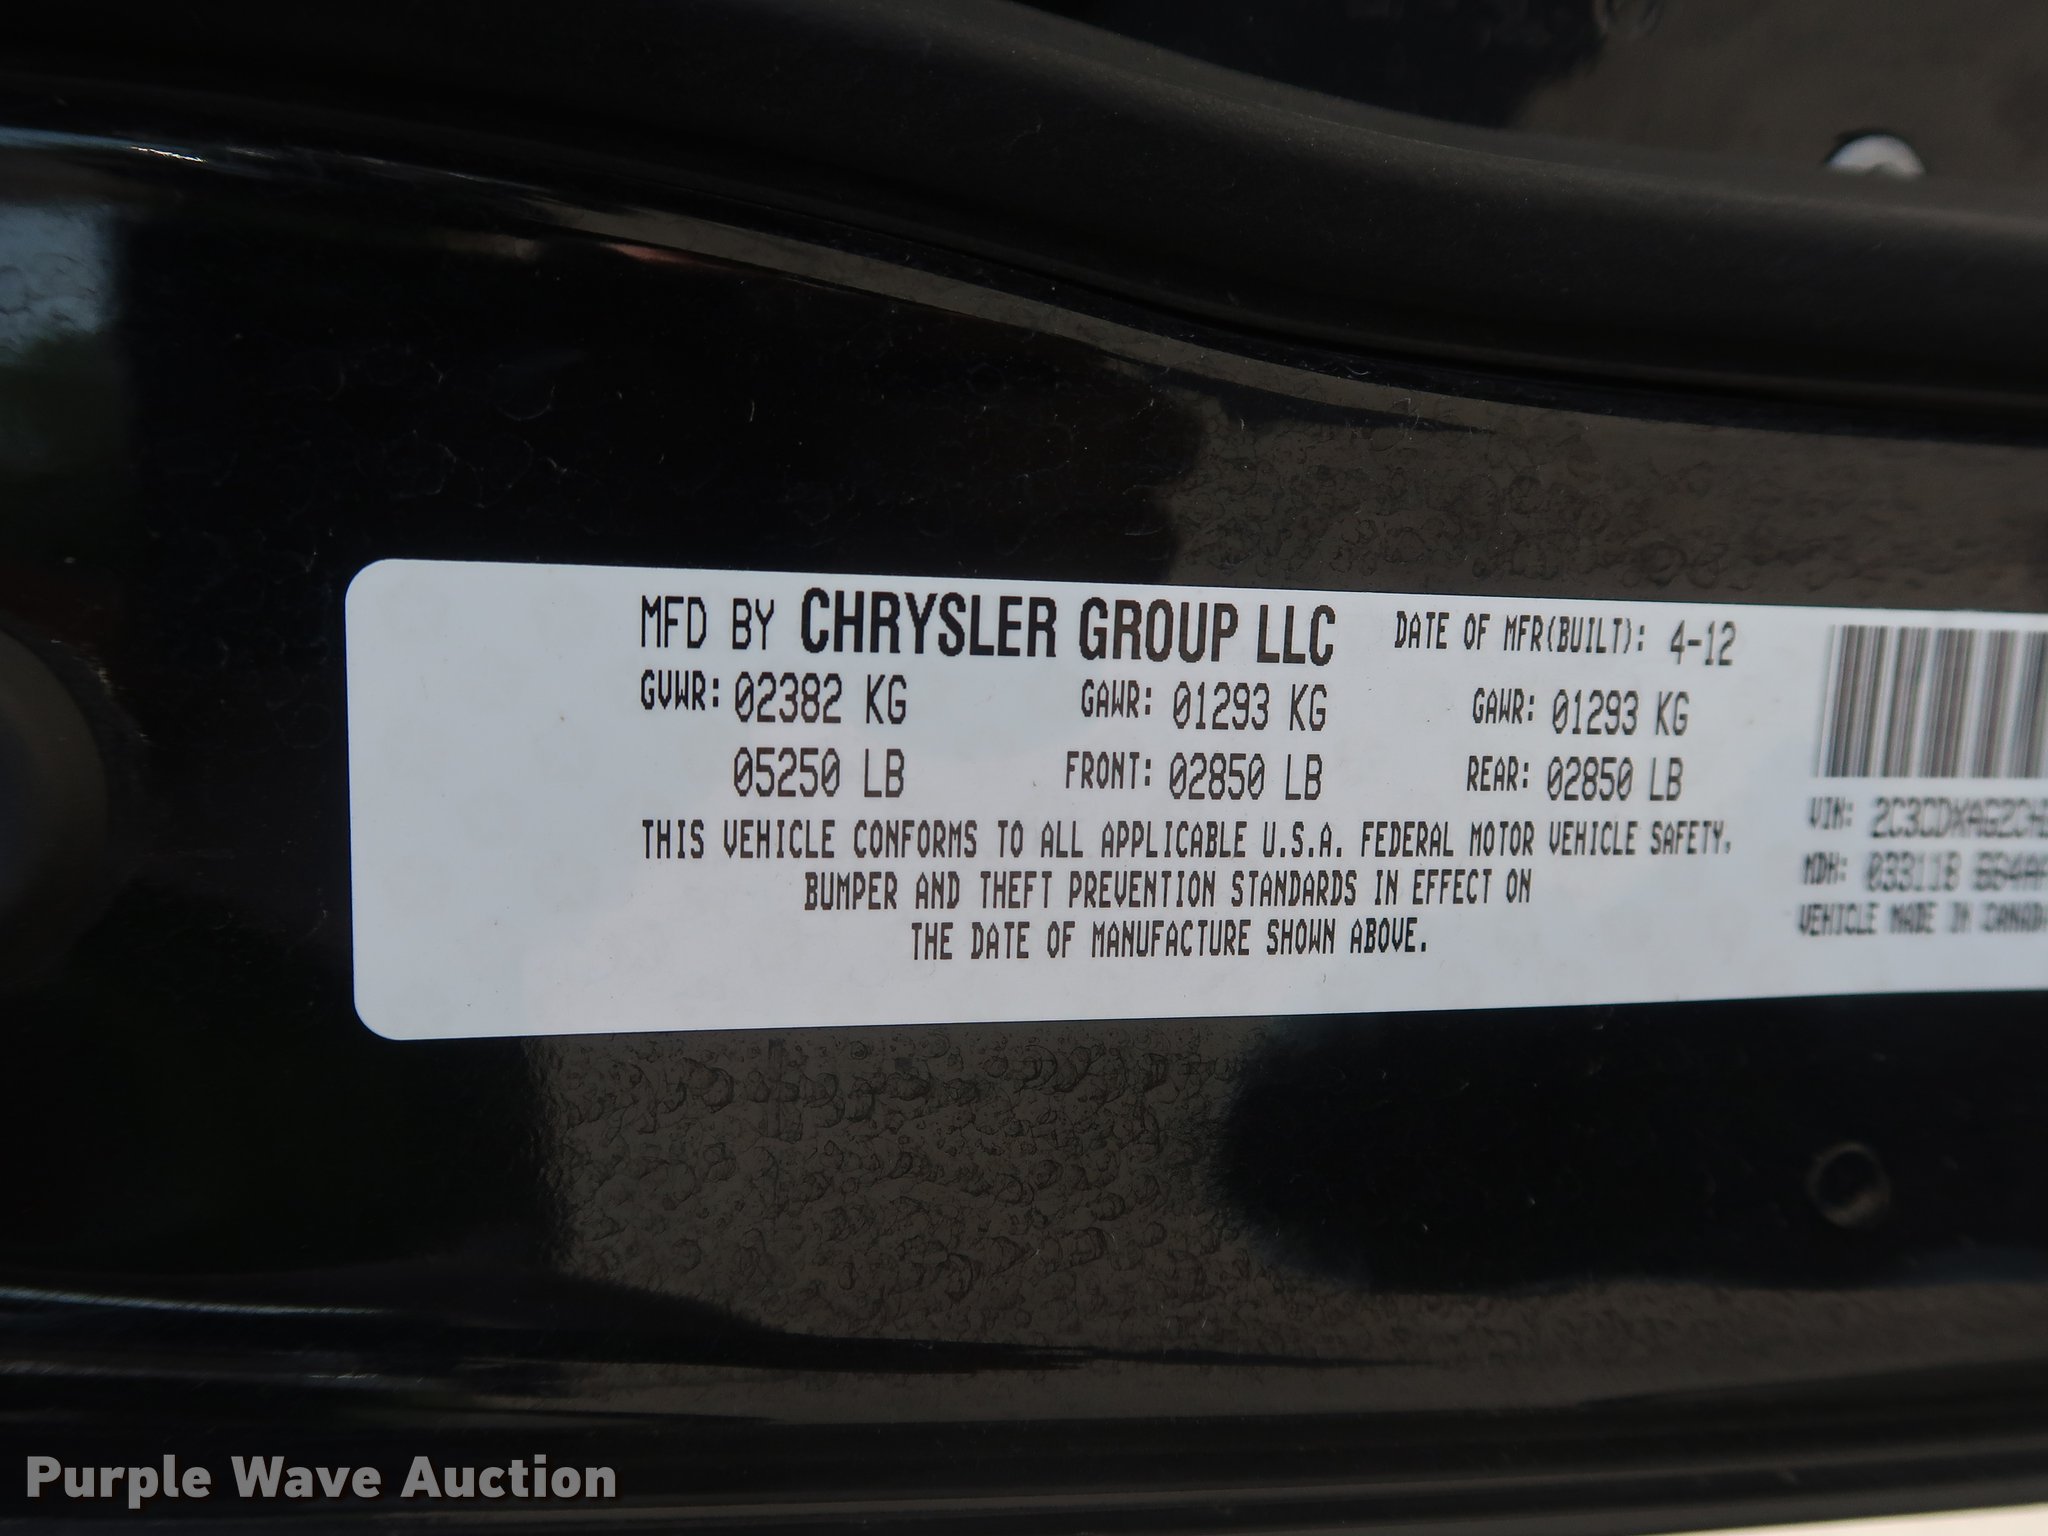 MFD BY CHRYSLER GROUP LLC DATE OF MFR(BUILT): 4-12
GVWR: 02382 KG GAWR: 01293 KG GAWR: 01293 KG
05250 LB FRONT: 02850 LB REAR: 02850 LB
THIS VEHICLE CONFORMS TO ALL APPLICABLE U.S.A. FEDERAL MOTOR VEHICLE SAFETY,
BUMPER AND THEFT PREVENTION STANDARDS IN EFFECT ON
THE DATE OF MANUFACTURE SHOWN ABOVE.
VIN:
MDH: 033118
VEHICLE MADE IN
Purple Wave Auction